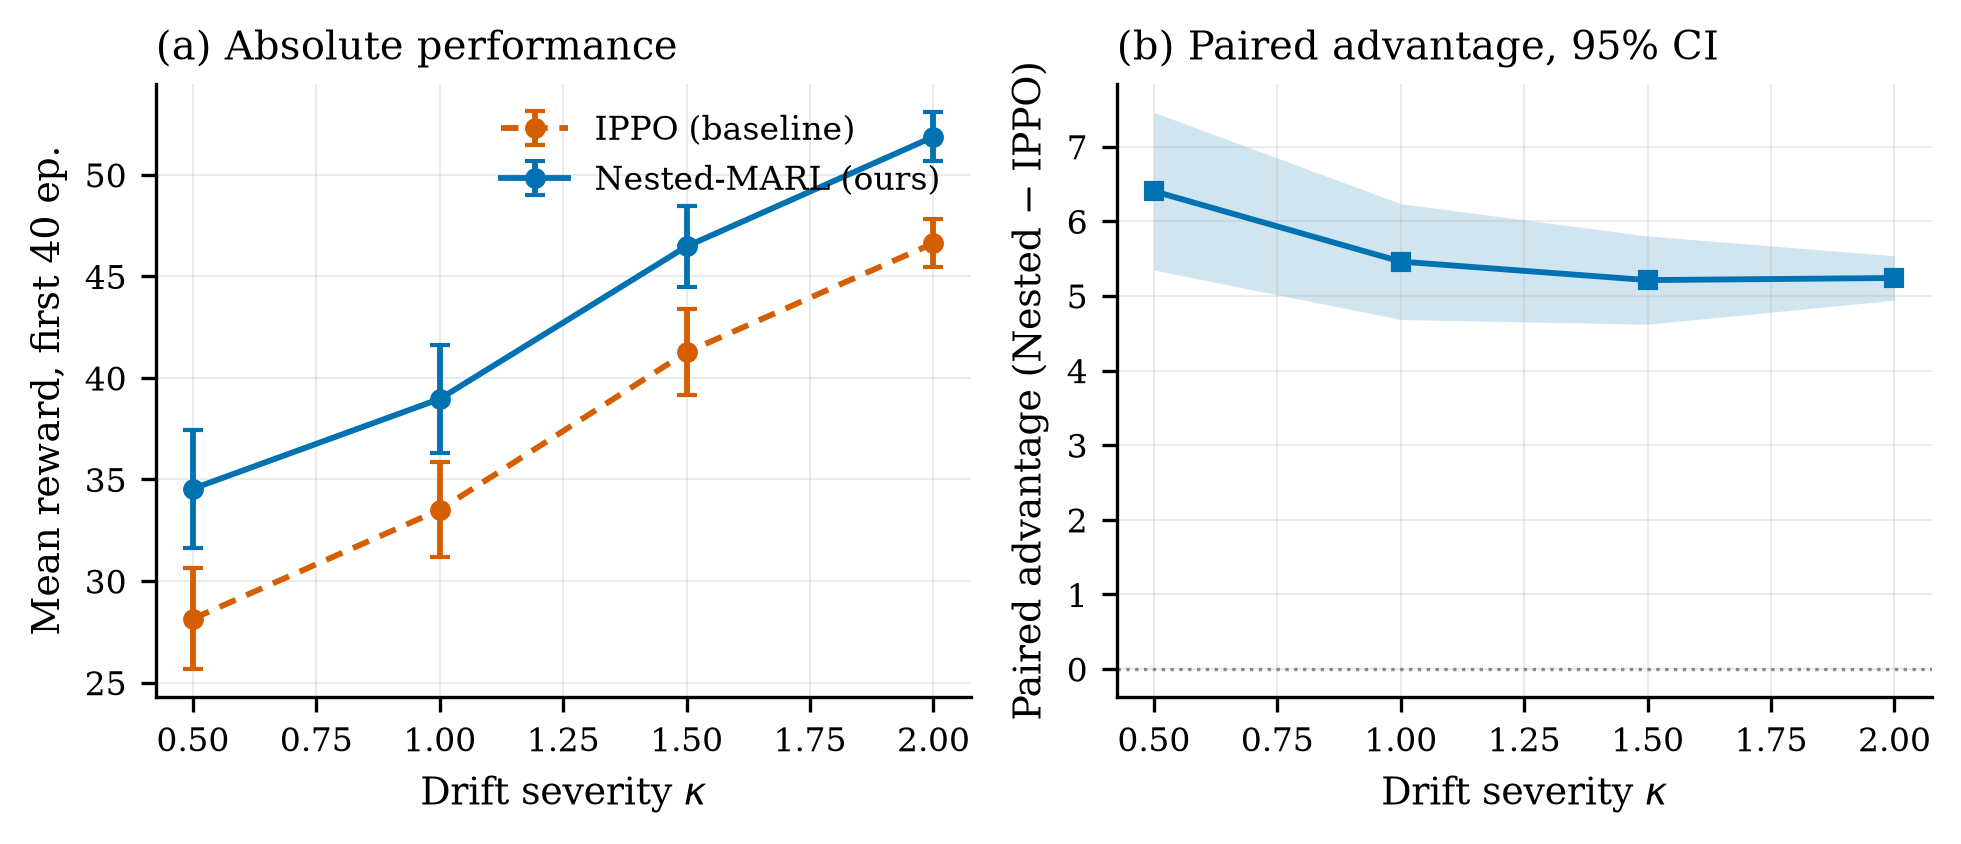 (a) Absolute performance
IPPO (baseline)
Nested-MARL (ours)
Mean reward, first 40 ep.
50
45
40
35
30
25
0.50 0.75 1.00 1.25 1.50 1.75 2.00
Drift severity κ
(b) Paired advantage, 95% CI
Paired advantage (Nested − IPPO)
7
6
5
4
3
2
1
0
0.50 0.75 1.00 1.25 1.50 1.75 2.00
Drift severity κ